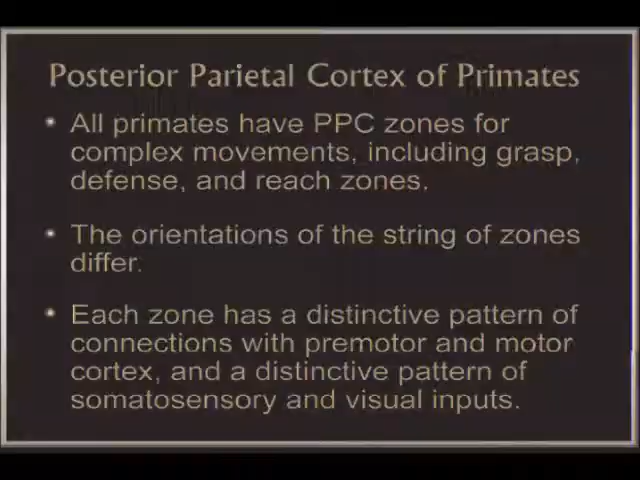 Posterior Parietal Cortex of Primates
• All primates have PPC zones for
complex movements, including grasp,
defense, and reach zones.
• The orientations of the string of zones
differ.
• Each zone has a distinctive pattern of
connections with premotor and motor
cortex, and a distinctive pattern of
somatosensory and visual inputs.